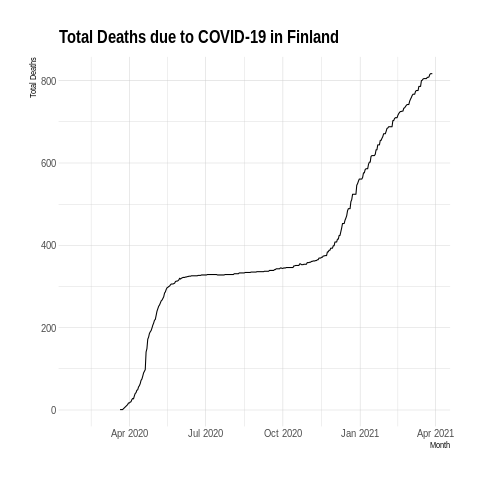 Total Deaths due to COVID-19 in Finland
Total Deaths
800
600
400
200
0
Apr 2020 Jul 2020 Oct 2020 Jan 2021 Apr 2021
Month